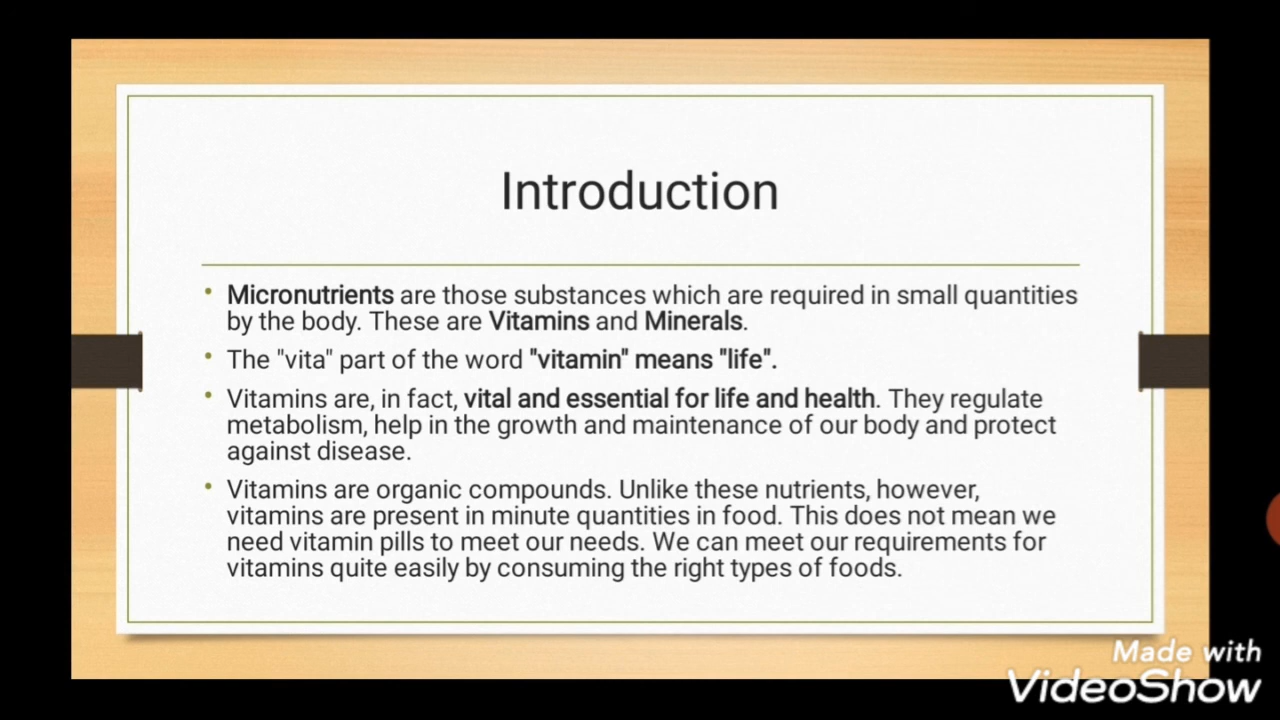 Introduction
• Micronutrients are those substances which are required in small quantities
by the body. These are Vitamins and Minerals.
• The "vita" part of the word "vitamin" means "life".
• Vitamins are, in fact, vital and essential for life and health. They regulate
metabolism, help in the growth and maintenance of our body and protect
against disease.
• Vitamins are organic compounds. Unlike these nutrients, however,
vitamins are present in minute quantities in food. This does not mean we
need vitamin pills to meet our needs. We can meet our requirements for
vitamins quite easily by consuming the right types of foods.
Made with
VideoShow